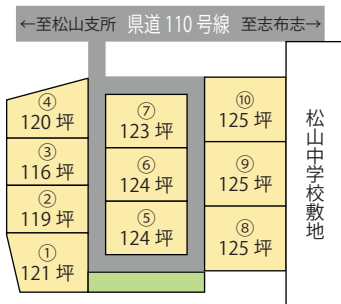 ←至松山支所 県道110号線 至志布志→
④
120坪
③
116坪
②
119坪
①
121坪
⑦
123坪
⑥
124坪
⑤
124坪
⑩
125坪
⑨
125坪
⑧
125坪
松山中学校敷地